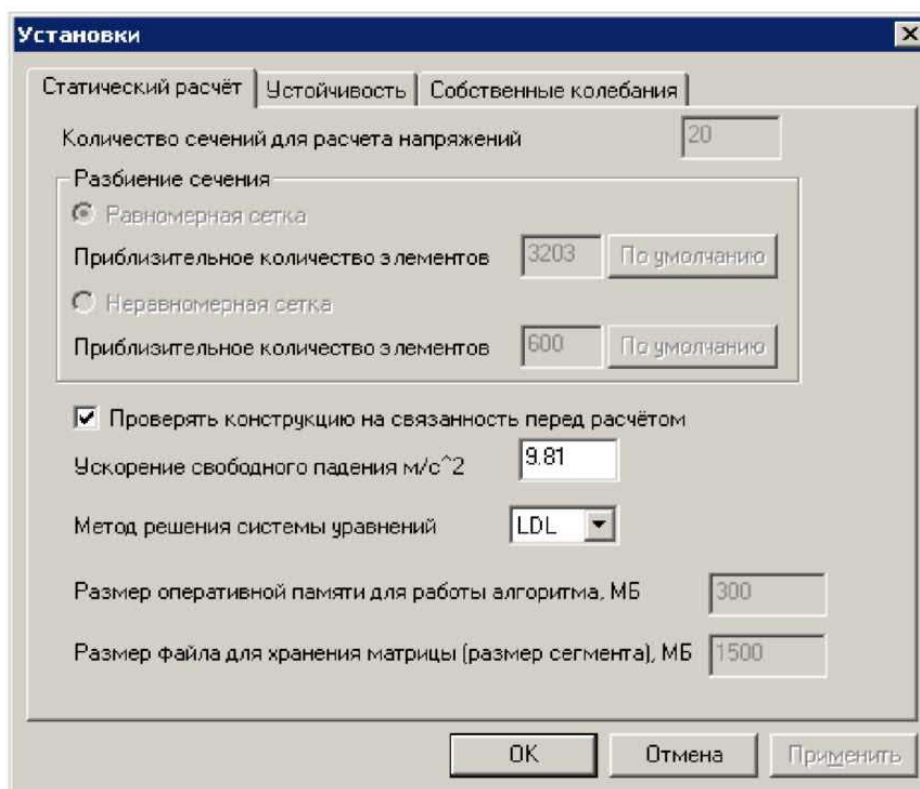 Установки
Статический расчёт Устойчивость Собственные колебания
Количество сечений для расчета напряжений 20
Разбиение сечения
Равномерная сетка
Приблизительное количество элементов 3203 По умолчанию
Неравномерная сетка
Приблизительное количество элементов 600 По умолчанию
Проверять конструкцию на связанность перед расчётом
Ускорение свободного падения м/с^2 9.81
Метод решения системы уравнений LDL
Размер оперативной памяти для работы алгоритма, МБ 300
Размер файла для хранения матрицы (размер сегмента), МБ 1500
OK Отмена Применить